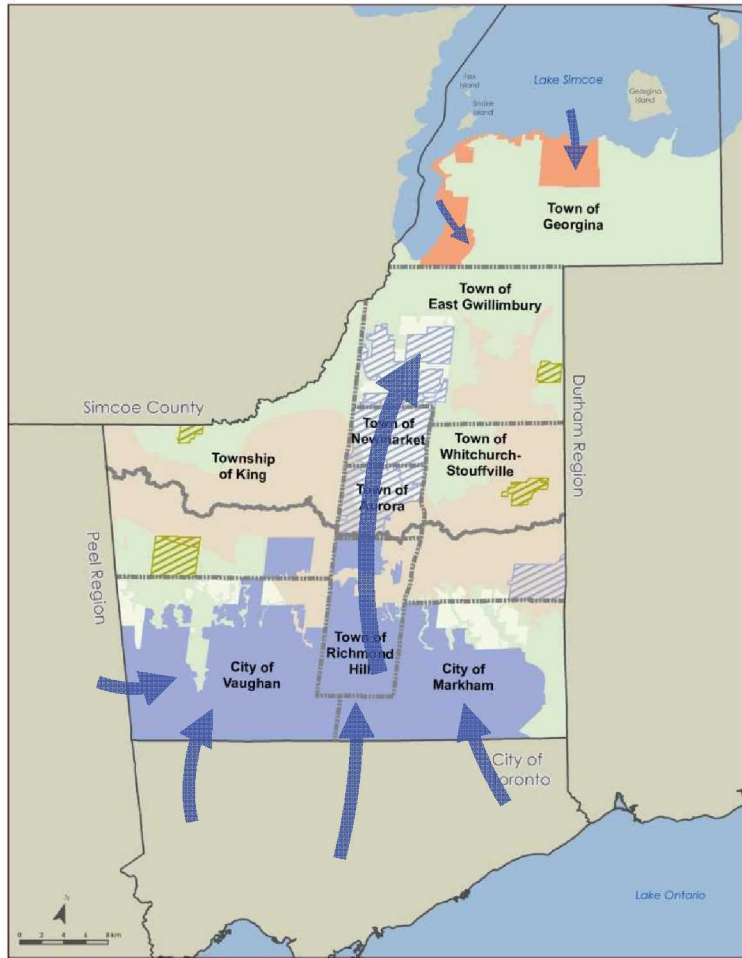 Lake Simcoe
Fox
Island
Snake
Island
Georgina
Island
Town of
Georgina
Town of
East Gwillimbury
Simcoe County
Durham Region
Town of
Newmarket
Town of
Whitchurch-
Stouffville
Township
of King
Town of
Aurora
Peel Region
Town of
Richmond
Hill
City of
Vaughan
City of
Markham
City of
Toronto
Lake Ontario
N
0 2 4 8 km